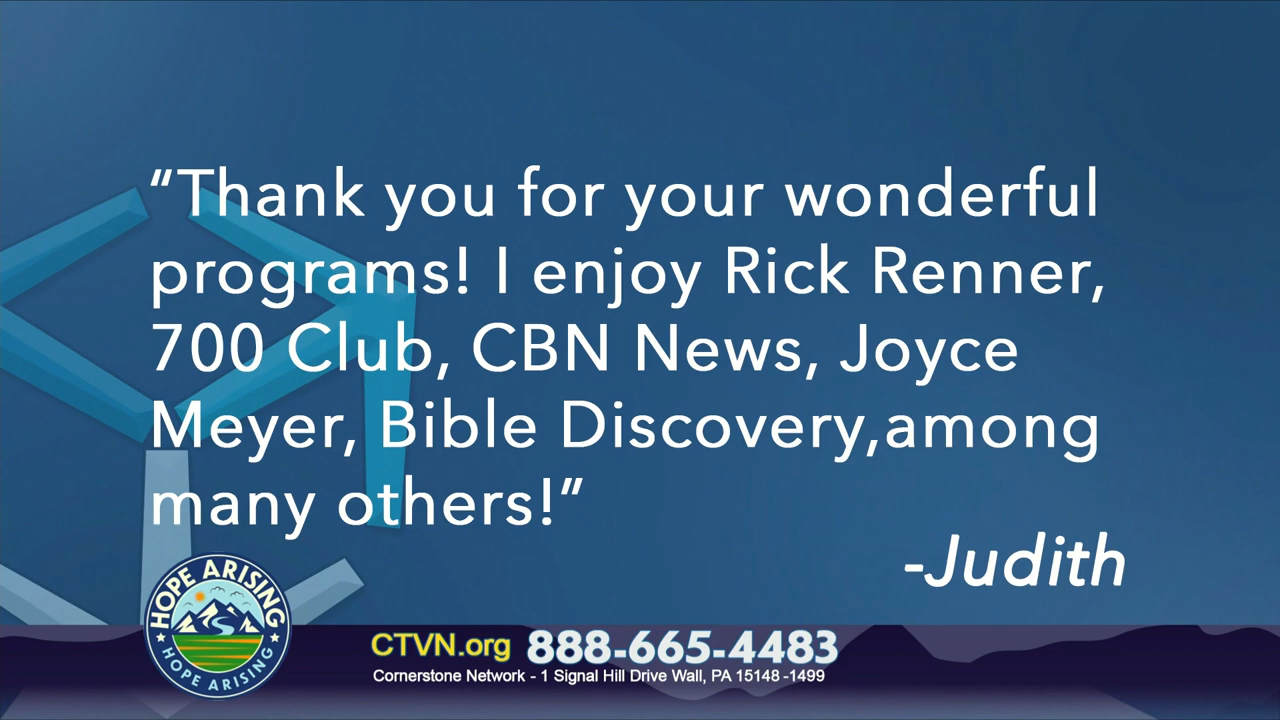 “Thank you for your wonderful
programs! I enjoy Rick Renner,
700 Club, CBN News, Joyce
Meyer, Bible Discovery,among
many others!”
-Judith
HOPE ARISING
HOPE ARISING
CTVN.org 888-665-4483
Cornerstone Network - 1 Signal Hill Drive Wall, PA 15148 -1499